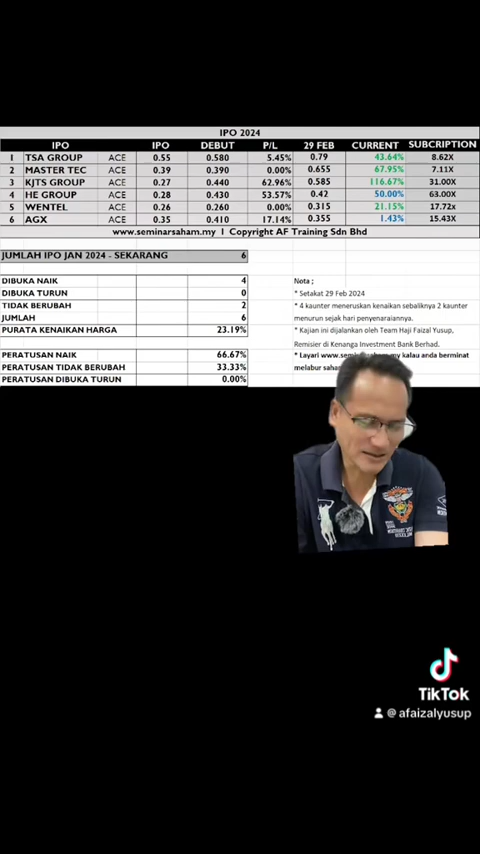 IPO 2024
IPO IPO DEBUT P/L 29 FEB CURRENT SUBCRIPTION
1 TSA GROUP ACE 0.55 0.580 5.45% 0.79 43.64% 8.62X
2 MASTER TEC ACE 0.39 0.390 0.00% 0.655 67.95% 7.11X
3 KJTS GROUP ACE 0.27 0.440 62.96% 0.585 116.67% 31.00X
4 HE GROUP ACE 0.28 0.430 53.57% 0.42 50.00% 63.00X
5 WENTEL ACE 0.26 0.260 0.00% 0.315 21.15% 17.72x
6 AGX ACE 0.35 0.410 17.14% 0.355 1.43% 15.43X
www.seminarsaham.my I Copyright AF Training Sdn Bhd
JUMLAH IPO JAN 2024 - SEKARANG 6
DIBUKA NAIK 4
DIBUKA TURUN 0
TIDAK BERUBAH 2
JUMLAH 6
PURATA KENAIKAN HARGA 23.19%
PERATUSAN NAIK 66.67%
PERATUSAN TIDAK BERUBAH 33.33%
PERATUSAN DIBUKA TURUN 0.00%
Nota ;
* Setakat 29 Feb 2024
* 4 kaunter meneruskan kenaikan sebaliknya 2 kaunter
menurun sejak hari penyenaraiannya.
* Kajian ini dijalankan oleh Team Haji Faizal Yusup,
Remisier di Kenanga Investment Bank Berhad.
* Layari www.seminarsaham.my kalau anda berminat
melabur saham
TikTok
@ afaizalyusup